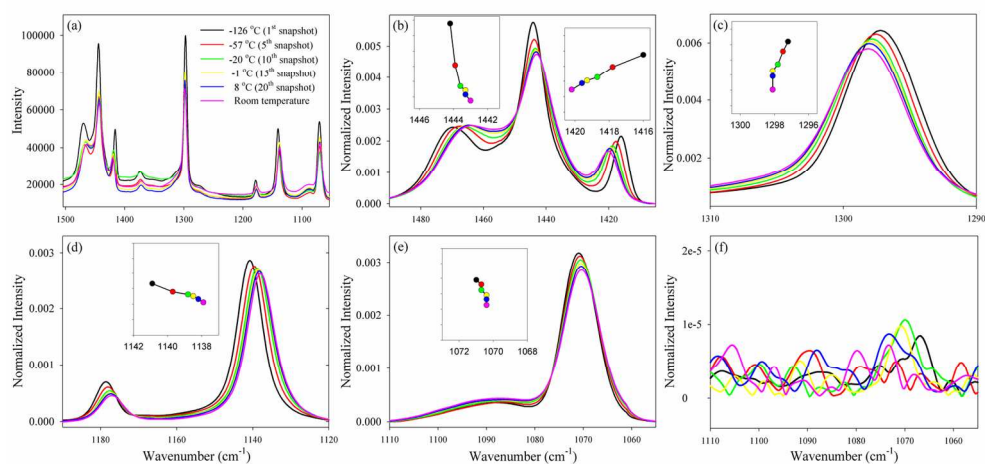 (a)
-126 °C (1st snapshot)
-57 °C (5th snapshot)
-20 °C (10th snapshot)
-1 °C (15th snapshot)
8 °C (20th snapshot)
Room temperature
Intensity
100000
80000
60000
40000
20000
1500
1400
1300
1200
1100
(b)
Normalized Intensity
0.005
0.004
0.003
0.002
0.001
0.000
1446
1444
1442
1420
1418
1416
1480
1460
1440
1420
(c)
Normalized Intensity
0.006
0.004
0.002
1300
1298
1296
1310
1300
1290
(d)
Normalized Intensity
0.003
0.002
0.001
0.000
1142
1140
1138
1180
1160
1140
1120
Wavenumber (cm-1)
(e)
Normalized Intensity
0.003
0.002
0.001
0.000
1072
1070
1068
1110
1100
1090
1080
1070
1060
Wavenumber (cm-1)
(f)
Normalized Intensity
2e-5
1e-5
0
1110
1100
1090
1080
1070
1060
Wavenumber (cm-1)